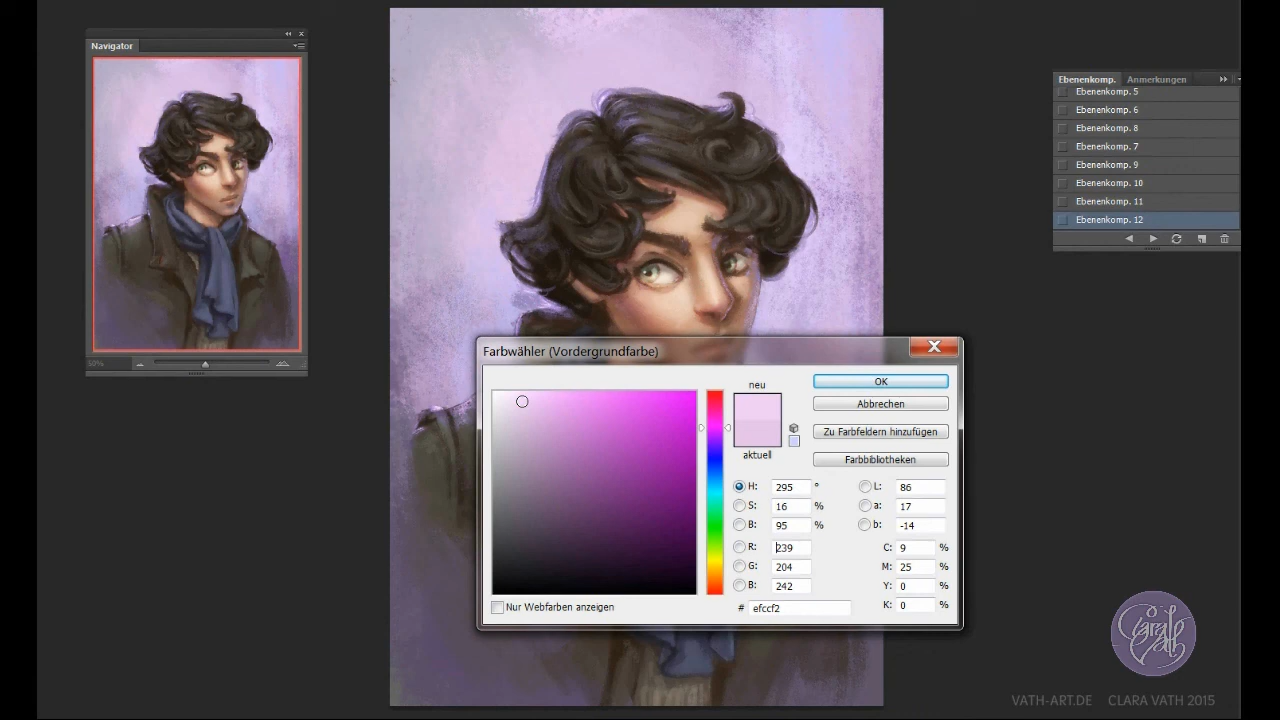 Navigator
50%
Ebenenkomp. Anmerkungen
Ebenenkomp. 5
Ebenenkomp. 6
Ebenenkomp. 8
Ebenenkomp. 7
Ebenenkomp. 9
Ebenenkomp. 10
Ebenenkomp. 11
Ebenenkomp. 12
Farbwähler (Vordergrundfarbe)
neu
aktuell
OK
Abbrechen
Zu Farbfeldern hinzufügen
Farbbibliotheken
H: 295 °
S: 16 %
B: 95 %
R: 239
G: 204
B: 242
# efccf2
L: 86
a: 17
b: -14
C: 9 %
M: 25 %
Y: 0 %
K: 0 %
Nur Webfarben anzeigen
Clara
Vath
VATH-ART.DE CLARA VATH 2015